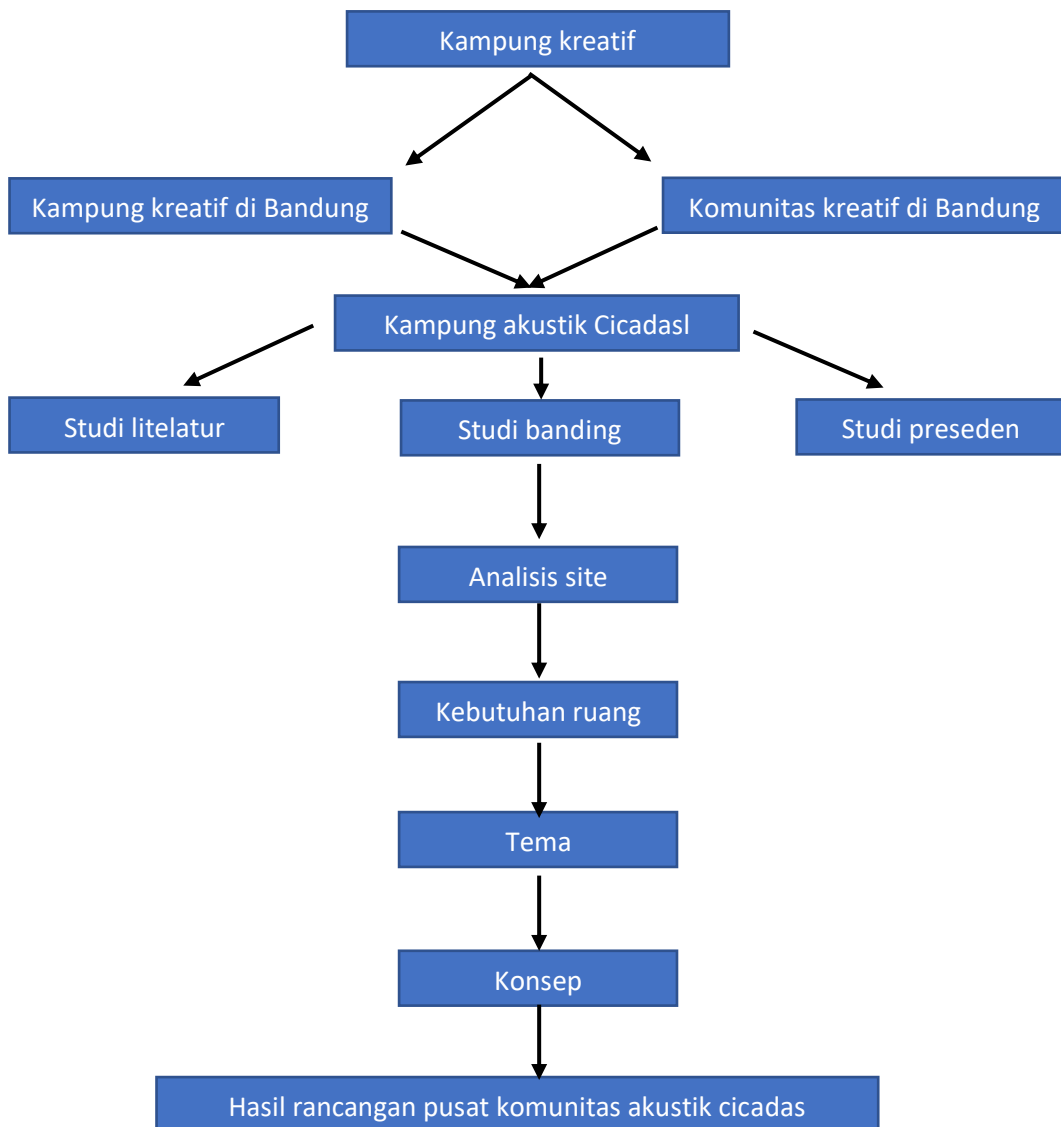 Kampung kreatif
Kampung kreatif di Bandung
Komunitas kreatif di Bandung
Kampung akustik Cicadasl
Studi litelatur
Studi banding
Studi preseden
Analisis site
Kebutuhan ruang
Tema
Konsep
Hasil rancangan pusat komunitas akustik cicadas